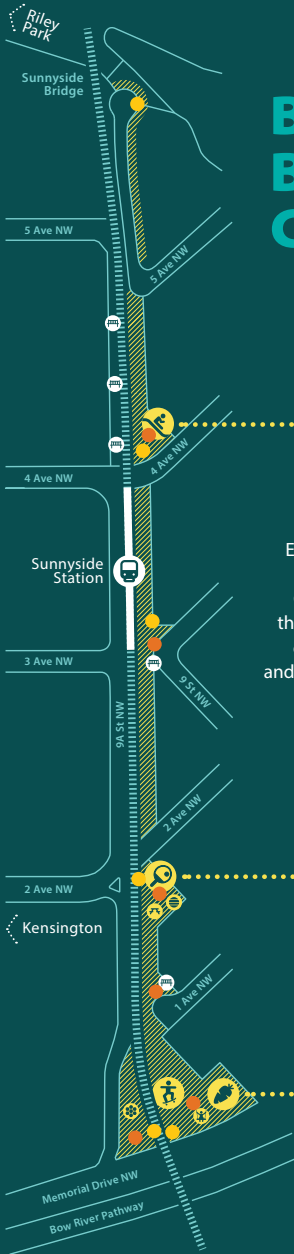 Riley
Park
Sunnyside
Bridge
B
B
C
5 Ave NW
5 Ave NW
4 Ave NW
4 Ave NW
E
Sunnyside
Station
th
and
3 Ave NW
9 St NW
9A St NW
2 Ave NW
2 Ave NW
Kensington
1 Ave NW
Memorial Drive NW
Bow River Pathway